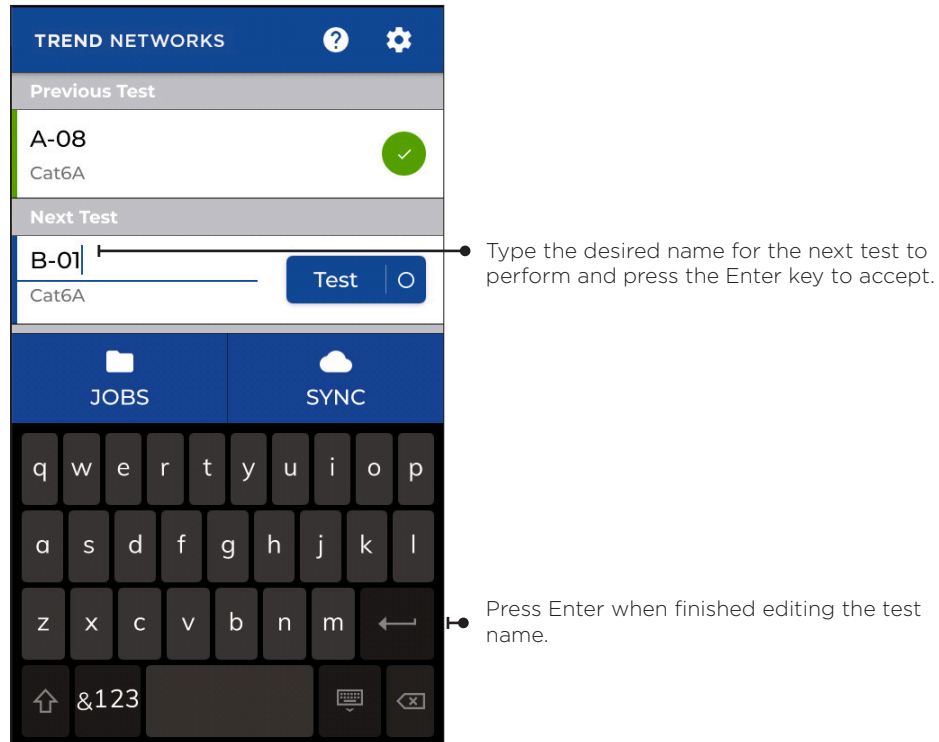 TREND NETWORKS ?
Previous Test
A-08
Cat6A
Next Test
B-01
Cat6A
Test
Type the desired name for the next test to
perform and press the Enter key to accept.
JOBS
SYNC
q w e r t y u i o p
a s d f g h j k l
z x c v b n m
Press Enter when finished editing the test
name.
&123